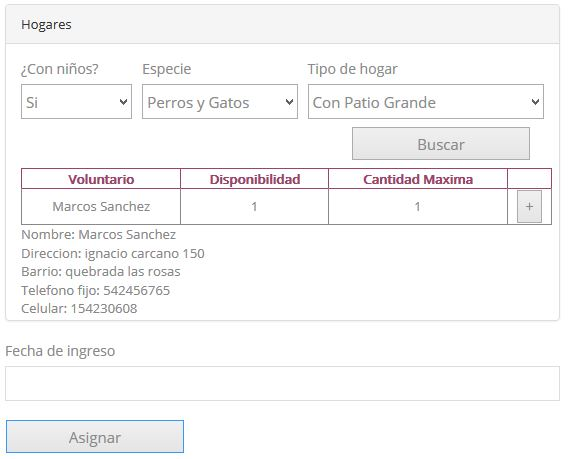 Hogares
¿Con niños? Especie Tipo de hogar
Si Perros y Gatos Con Patio Grande
Buscar
Voluntario Disponibilidad Cantidad Maxima
Marcos Sanchez 1 1 +
Nombre: Marcos Sanchez
Direccion: ignacio carcano 150
Barrio: quebrada las rosas
Telefono fijo: 542456765
Celular: 154230608
Fecha de ingreso
Asignar